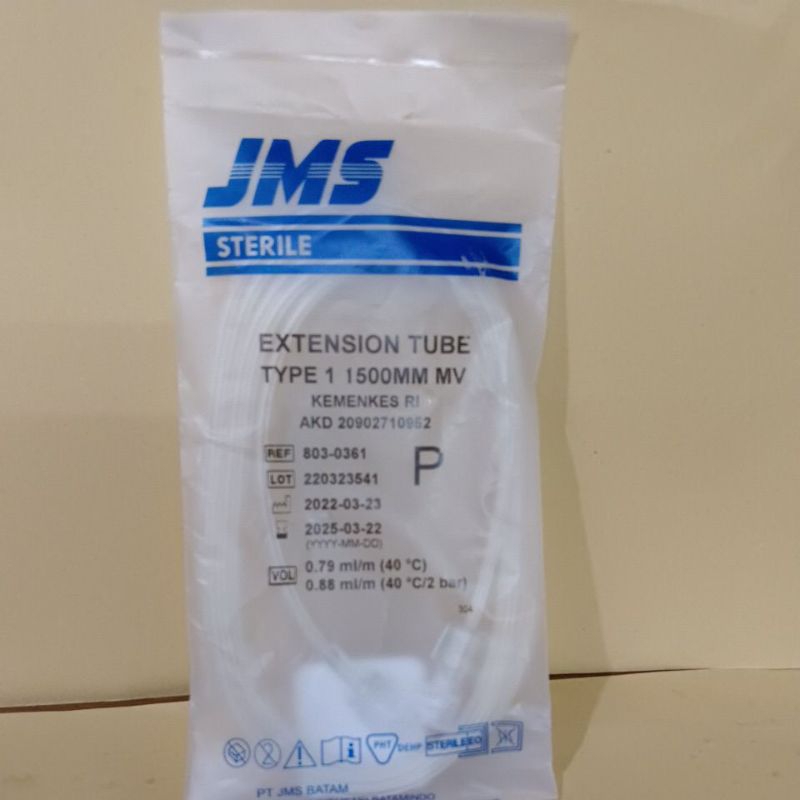 JMS
STERILE
EXTENSION TUBE
TYPE 1 1500MM MV
KEMENKES RI
AKD 20902710952
REF 803-0361
P
LOT 220323541
2022-03-23
2025-03-22
(YYYY-MM-DD)
VOL 0.79 ml/m (40 °C)
0.88 ml/m (40 °C/2 bar)
304
PHT DEHP STERILE EO
PT JMS BATAM
BATAMINDO